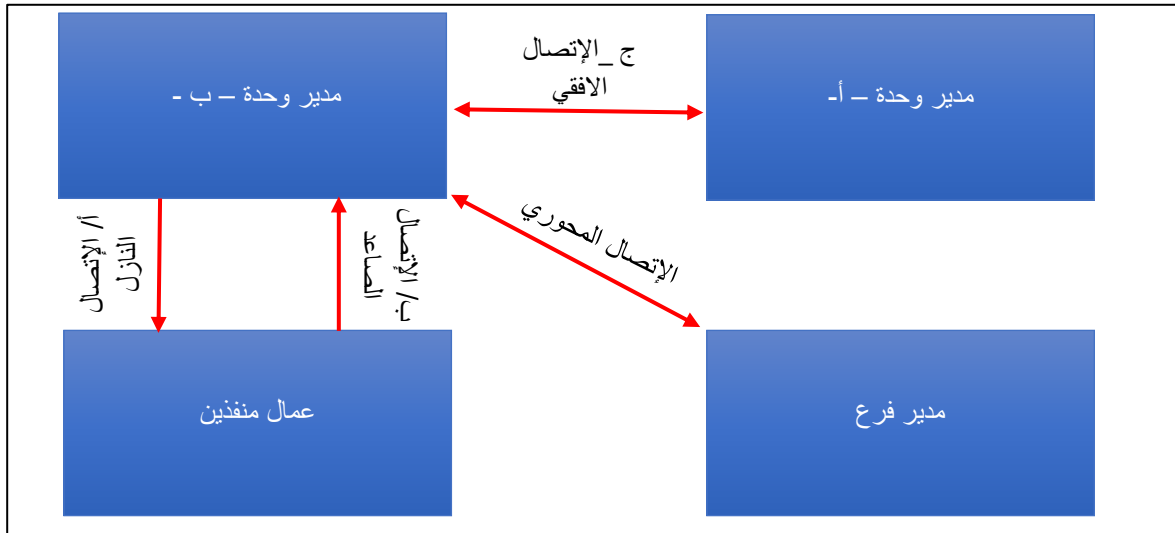 مدير وحدة – أ-
ج _الإتصال
الافقي
مدير وحدة – ب -
الإتصال المحوري
ب/ الإتصال
الصاعد
أ/ الإتصال
النازل
مدير فرع
عمال منفذين